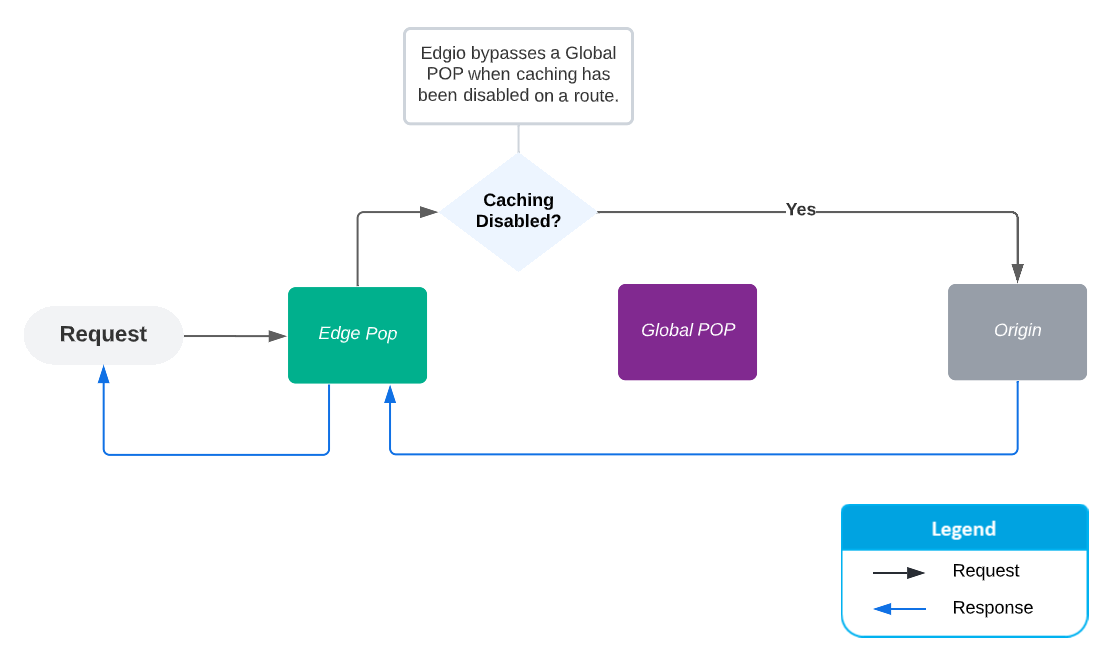 Edgio bypasses a Global
POP when caching has
been disabled on a route.
Caching
Disabled?
Yes
Request
Edge Pop
Global POP
Origin
Legend
Request
Response